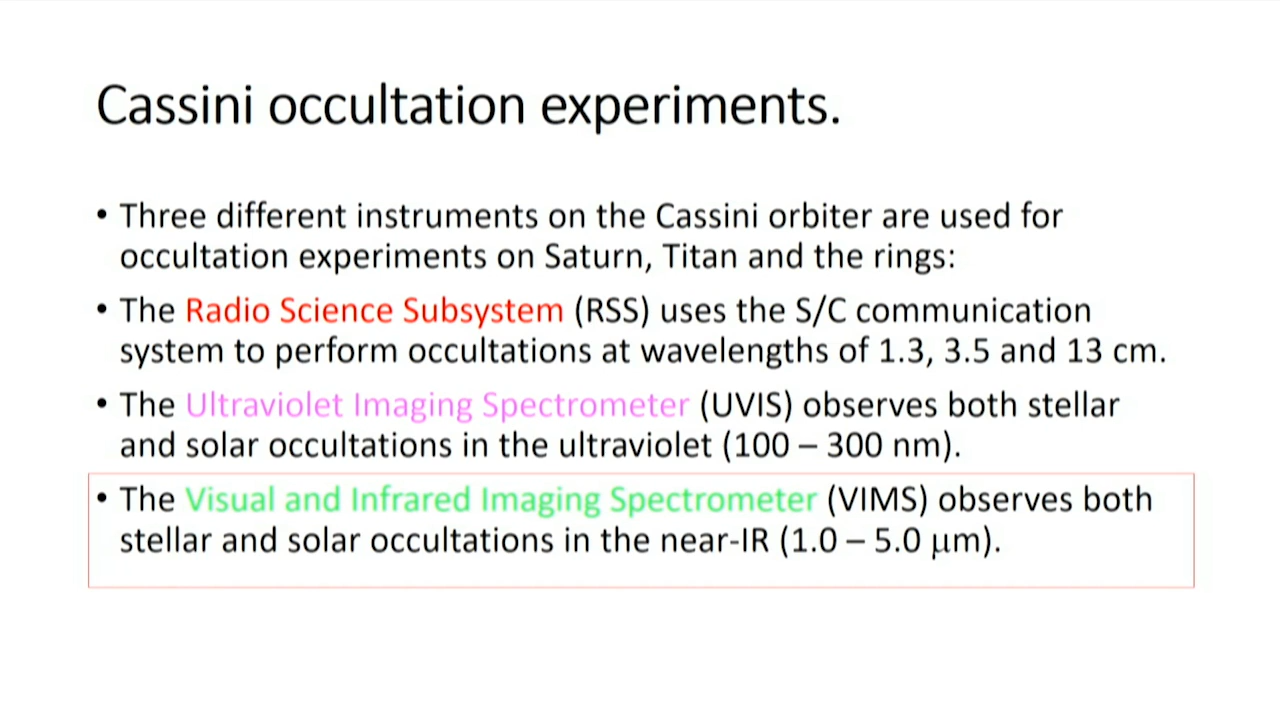 Cassini occultation experiments.
• Three different instruments on the Cassini orbiter are used for
occultation experiments on Saturn, Titan and the rings:
• The Radio Science Subsystem (RSS) uses the S/C communication
system to perform occultations at wavelengths of 1.3, 3.5 and 13 cm.
• The Ultraviolet Imaging Spectrometer (UVIS) observes both stellar
and solar occultations in the ultraviolet (100 – 300 nm).
• The Visual and Infrared Imaging Spectrometer (VIMS) observes both
stellar and solar occultations in the near-IR (1.0 – 5.0 μm).